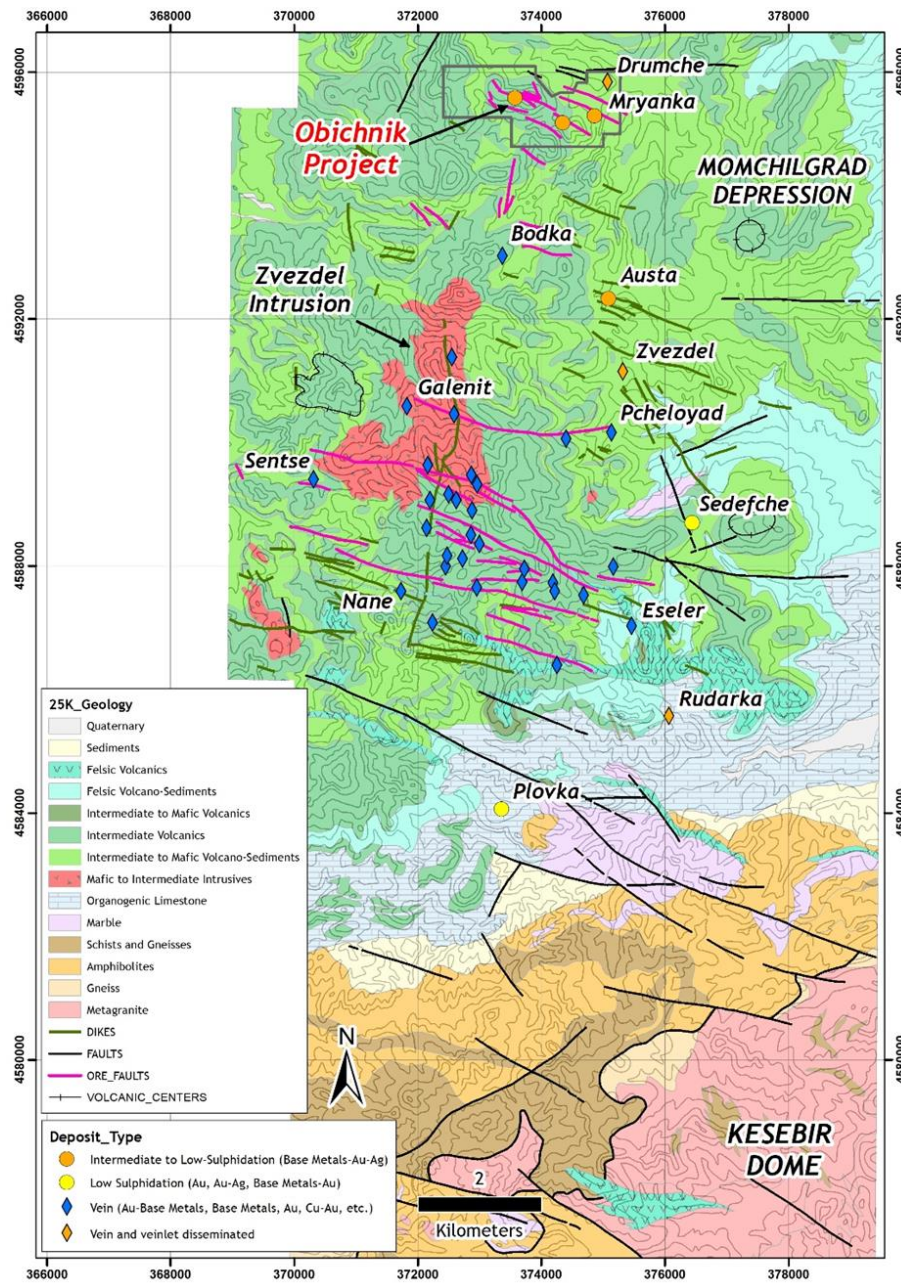 366000 368000 370000 372000 374000 376000 378000
4596000 4596000
Drumche
Mryanka
Obichnik
Project
MOMCHILGRAD
DEPRESSION
Bodka
Zvezdel
Intrusion
Austa
4592000 4592000
Zvezdel
Galenit
Pcheloyad
Sentse
Sedefche
4588000 4588000
Nane
Eseler
Rudarka
25K_Geology
Quaternary
Sediments
Felsic Volcanics
Felsic Volcano-Sediments
Intermediate to Mafic Volcanics
Intermediate Volcanics
Intermediate to Mafic Volcano-Sediments
Mafic to Intermediate Intrusives
Organogenic Limestone
Marble
Schists and Gneisses
Amphibolites
Gneiss
Metagranite
DIKES
FAULTS
ORE_FAULTS
VOLCANIC_CENTERS
Plovka
4584000 4584000
N
4580000 4580000
Deposit_Type
Intermediate to Low-Sulphidation (Base Metals-Au-Ag)
Low Sulphidation (Au, Au-Ag, Base Metals-Au)
Vein (Au-Base Metals, Base Metals, Au, Cu-Au, etc.)
Vein and veinlet disseminated
2
Kilometers
KESEBIR
DOME
366000 368000 370000 372000 374000 376000 378000